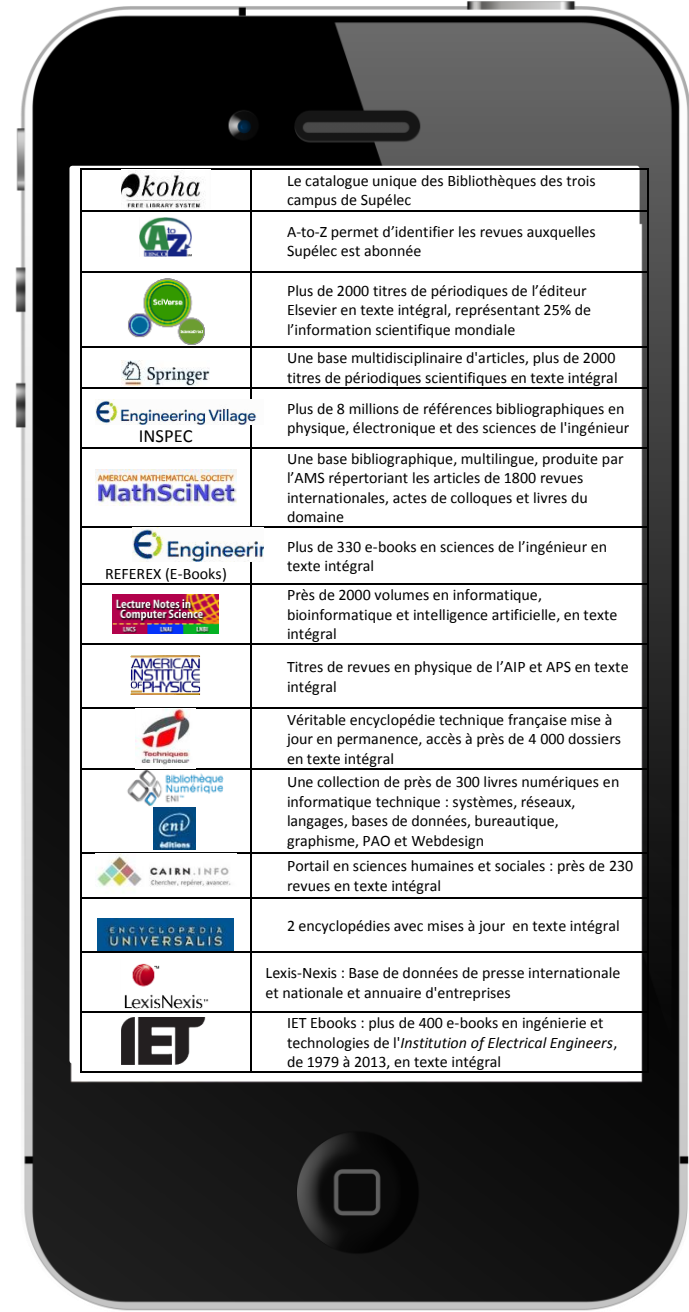 koha
FREE LIBRARY SYSTEM
Le catalogue unique des Bibliothèques des trois
campus de Supélec
A to Z
A-to-Z permet d’identifier les revues auxquelles
Supélec est abonnée
SciVerse
Plus de 2000 titres de périodiques de l’éditeur
Elsevier en texte intégral, représentant 25% de
l’information scientifique mondiale
Springer
Une base multidisciplinaire d'articles, plus de 2000
titres de périodiques scientifiques en texte intégral
Engineering Village
INSPEC
Plus de 8 millions de références bibliographiques en
physique, électronique et des sciences de l'ingénieur
AMERICAN MATHEMATICAL SOCIETY
MathSciNet
Une base bibliographique, multilingue, produite par
l’AMS répertoriant les articles de 1800 revues
internationales, actes de colloques et livres du
domaine
Engineerin
REFEREX (E-Books)
Plus de 330 e-books en sciences de l’ingénieur en
texte intégral
Lecture Notes in
Computer Science
LNCS LNAI LNBI
Près de 2000 volumes en informatique,
bioinformatique et intelligence artificielle, en texte
intégral
AMERICAN
INSTITUTE
OF PHYSICS
Titres de revues en physique de l’AIP et APS en texte
intégral
Techniques
de l'Ingénieur
Véritable encyclopédie technique française mise à
jour en permanence, accès à près de 4 000 dossiers
en texte intégral
Bibliothèque
Numérique
ENI™
eni
éditions
Une collection de près de 300 livres numériques en
informatique technique : systèmes, réseaux,
langages, bases de données, bureautique,
graphisme, PAO et Webdesign
CAIRN.INFO
Chercher, repérer, avancer.
Portail en sciences humaines et sociales : près de 230
revues en texte intégral
ENCYCLOPÆDIA
UNIVERSALIS
2 encyclopédies avec mises à jour en texte intégral
LexisNexis™
Lexis-Nexis : Base de données de presse internationale
et nationale et annuaire d'entreprises
IET
IET Ebooks : plus de 400 e-books en ingénierie et
technologies de l'Institution of Electrical Engineers,
de 1979 à 2013, en texte intégral